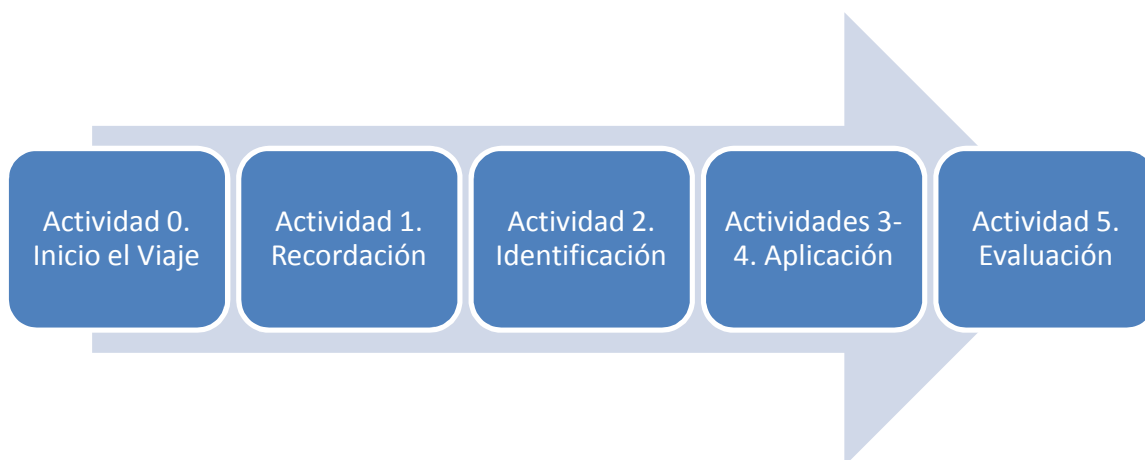 Actividad 0.
Inicio el Viaje
Actividad 1.
Recordación
Actividad 2.
Identificación
Actividades 3-
4. Aplicación
Actividad 5.
Evaluación